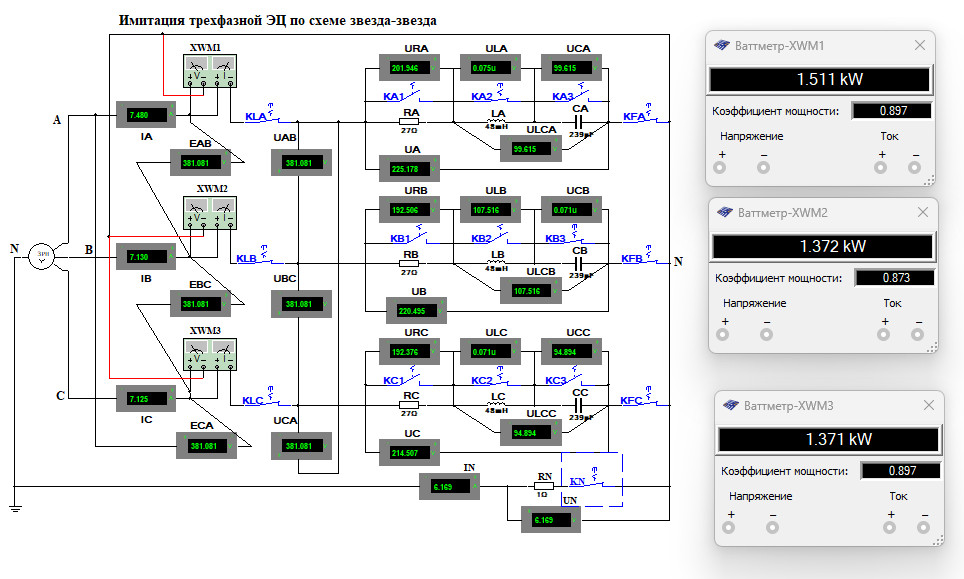 Имитация трехфазной ЭЦ по схеме звезда-звезда
XWM1
V I
A
7.480
IA
EAB
381.081
KLA
UAB
381.081
URA ULA UCA
201.946 0.075u 99.615
KA1 KA2 KA3
RA LA CA
27Ω 48mH 239µF
ULCA
99.615
UA
225.178
KFA
XWM2
V I
N
B
7.130
IB
EBC
381.081
KLB
UBC
381.081
URB ULB UCB
192.506 107.516 0.071u
KB1 KB2 KB3
RB LB CB
27Ω 48mH 239µF
ULCB
107.516
UB
220.495
KFB
N
XWM3
V I
C
7.125
IC
ECA
381.081
KLC
UCA
381.081
URC ULC UCC
192.376 0.071u 94.894
KC1 KC2 KC3
RC LC CC
27Ω 48mH 239µF
ULCC
94.894
UC
214.507
KFC
IN
6.169
RN
1Ω
KN
UN
6.169
Ваттметр-XWM1
1.511 kW
Коэффициент мощности: 0.897
Напряжение Ток
+ − + −
Ваттметр-XWM2
1.372 kW
Коэффициент мощности: 0.873
Напряжение Ток
+ − + −
Ваттметр-XWM3
1.371 kW
Коэффициент мощности: 0.897
Напряжение Ток
+ − + −